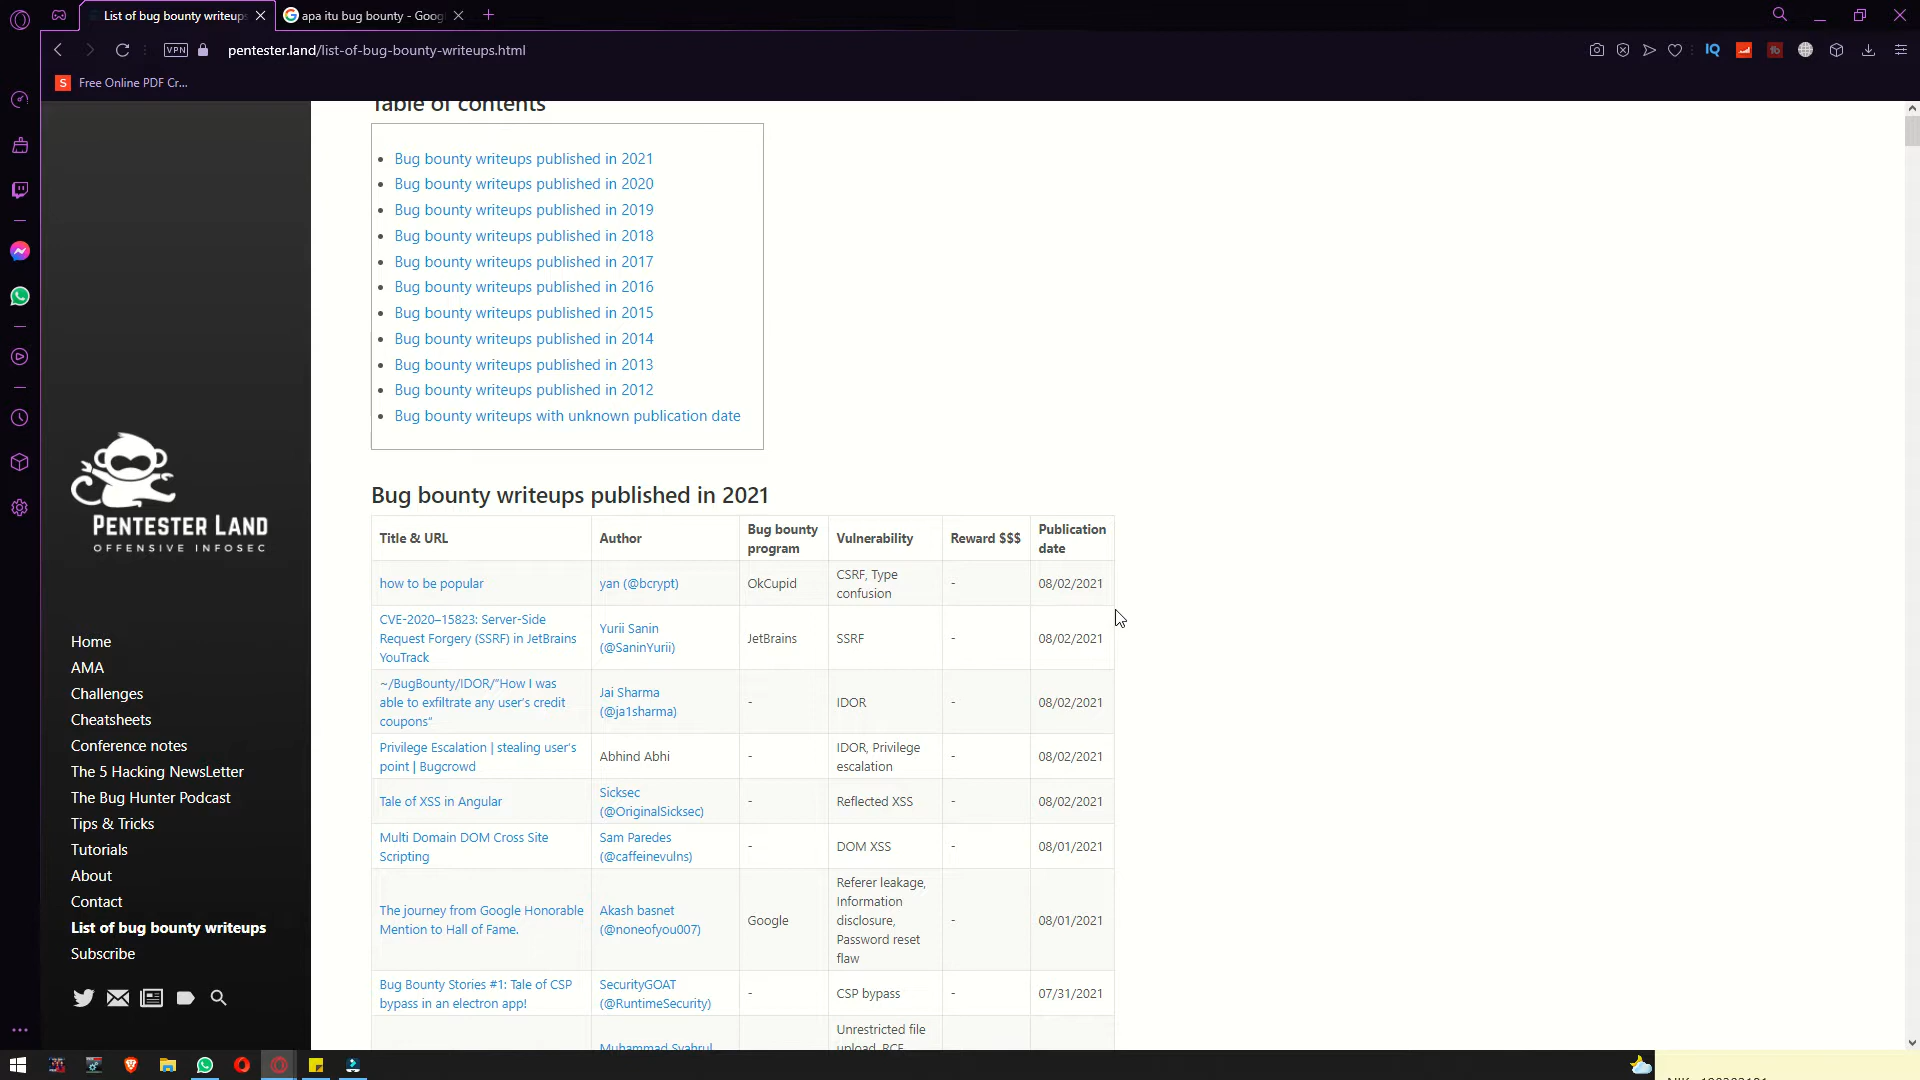 List of bug bounty writeups
apa itu bug bounty - Goog
VPN
pentester.land/list-of-bug-bounty-writeups.html
IQ
S
Free Online PDF Cr...
Table of contents
Bug bounty writeups published in 2021
Bug bounty writeups published in 2020
Bug bounty writeups published in 2019
Bug bounty writeups published in 2018
Bug bounty writeups published in 2017
Bug bounty writeups published in 2016
Bug bounty writeups published in 2015
Bug bounty writeups published in 2014
Bug bounty writeups published in 2013
Bug bounty writeups published in 2012
Bug bounty writeups with unknown publication date
PENTESTER LAND
OFFENSIVE INFOSEC
Home
AMA
Challenges
Cheatsheets
Conference notes
The 5 Hacking NewsLetter
The Bug Hunter Podcast
Tips & Tricks
Tutorials
About
Contact
List of bug bounty writeups
Subscribe
Bug bounty writeups published in 2021
Title & URL
Author
Bug bounty
program
Vulnerability
Reward $$$
Publication
date
how to be popular
yan (@bcrypt)
OkCupid
CSRF, Type
confusion
-
08/02/2021
CVE-2020–15823: Server-Side
Request Forgery (SSRF) in JetBrains
YouTrack
Yurii Sanin
(@SaninYurii)
JetBrains
SSRF
-
08/02/2021
~/BugBounty/IDOR/"How I was
able to exfiltrate any user's credit
coupons"
Jai Sharma
(@ja1sharma)
-
IDOR
-
08/02/2021
Privilege Escalation | stealing user's
point | Bugcrowd
Abhind Abhi
-
IDOR, Privilege
escalation
-
08/02/2021
Tale of XSS in Angular
Sicksec
(@OriginalSicksec)
-
Reflected XSS
-
08/02/2021
Multi Domain DOM Cross Site
Scripting
Sam Paredes
(@caffeinevulns)
-
DOM XSS
-
08/01/2021
The journey from Google Honorable
Mention to Hall of Fame.
Akash basnet
(@noneofyou007)
Google
Referer leakage,
Information
disclosure,
Password reset
flaw
-
08/01/2021
Bug Bounty Stories #1: Tale of CSP
bypass in an electron app!
SecurityGOAT
(@RuntimeSecurity)
-
CSP bypass
-
07/31/2021
Muhammad Syahrul
Unrestricted file
upload, RCE